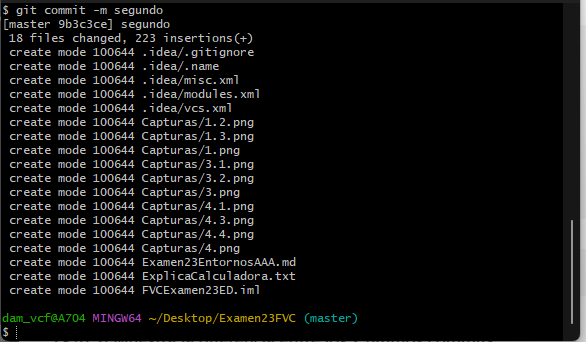 $ git commit -m segundo
[master 9b3c3ce] segundo
 18 files changed, 223 insertions(+)
 create mode 100644 .idea/.gitignore
 create mode 100644 .idea/.name
 create mode 100644 .idea/misc.xml
 create mode 100644 .idea/modules.xml
 create mode 100644 .idea/vcs.xml
 create mode 100644 Capturas/1.2.png
 create mode 100644 Capturas/1.3.png
 create mode 100644 Capturas/1.png
 create mode 100644 Capturas/3.1.png
 create mode 100644 Capturas/3.2.png
 create mode 100644 Capturas/3.png
 create mode 100644 Capturas/4.1.png
 create mode 100644 Capturas/4.3.png
 create mode 100644 Capturas/4.4.png
 create mode 100644 Capturas/4.png
 create mode 100644 Examen23EntornosAAA.md
 create mode 100644 ExplicaCalculadora.txt
 create mode 100644 FVCExamen23ED.iml
dam_vcf@A704 MINGW64 ~/Desktop/Examen23FVC (master)
$